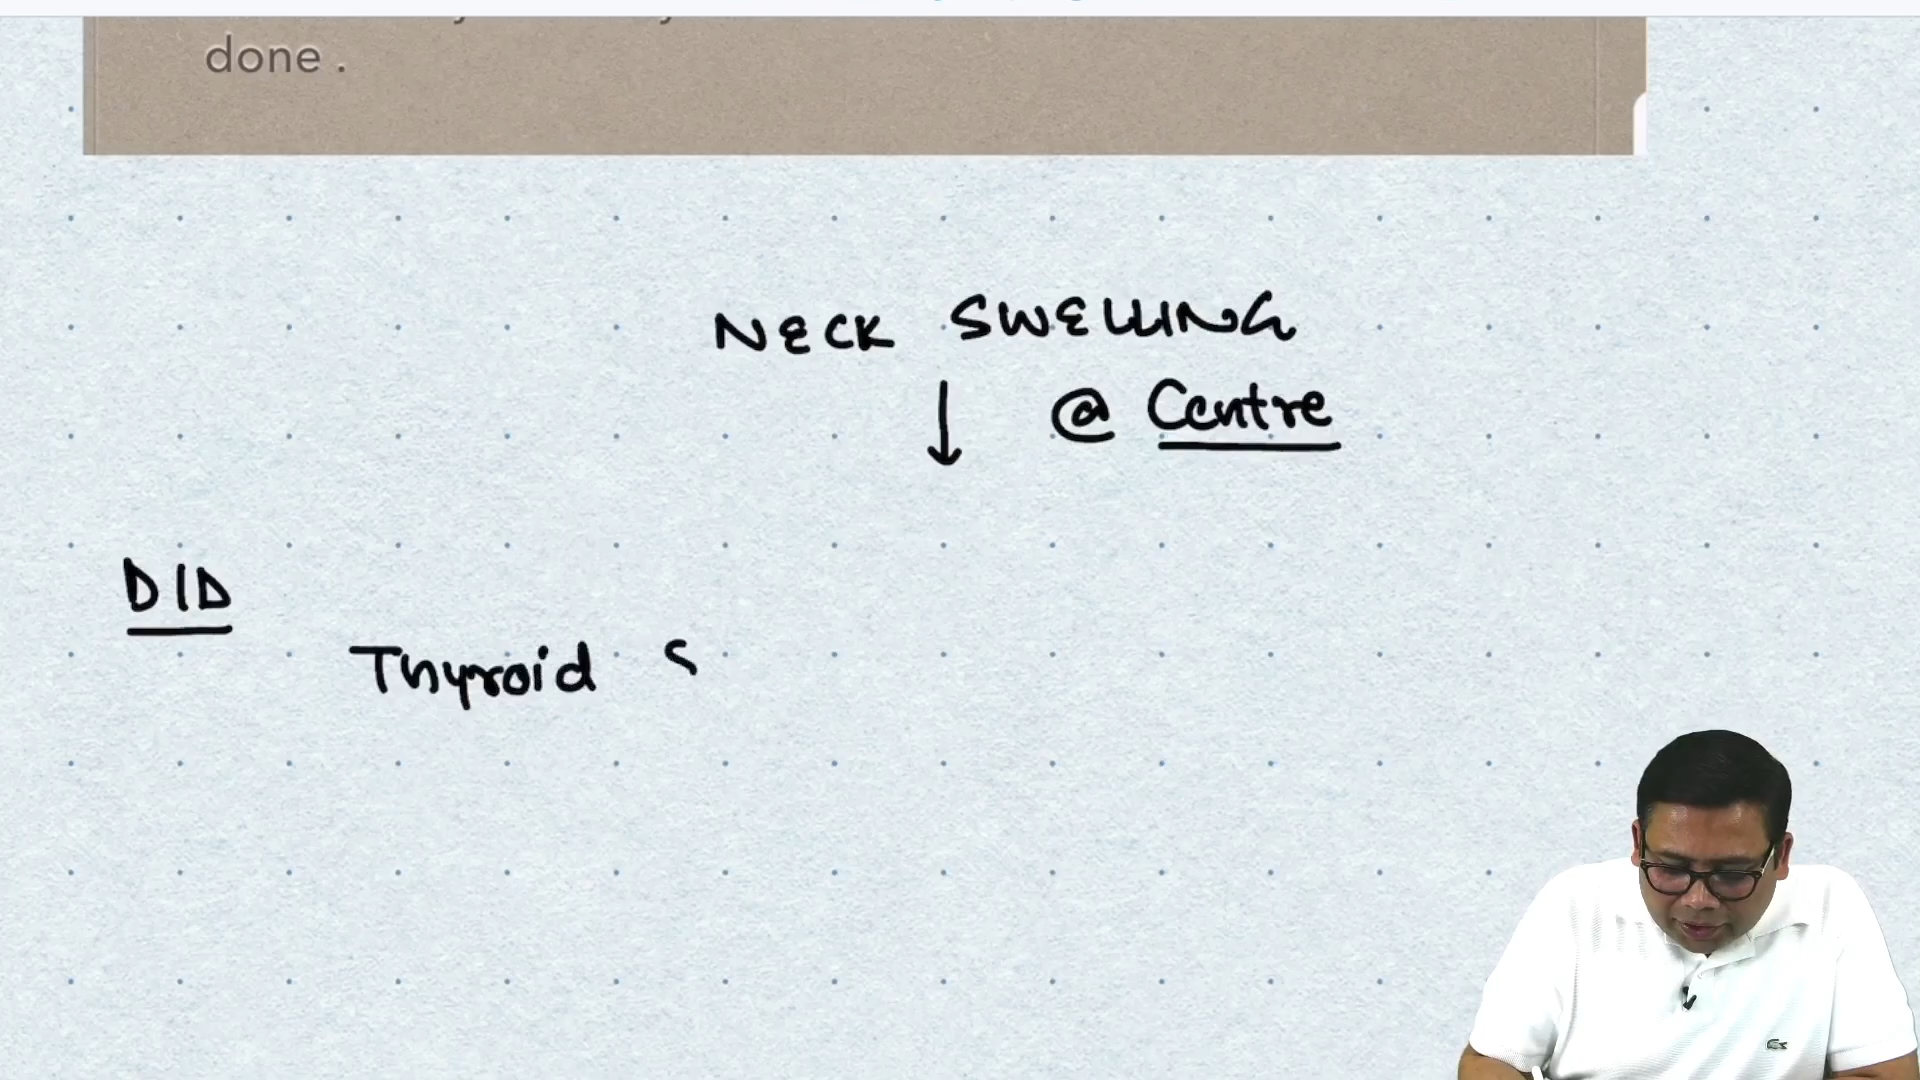 done .
NECK SWELLING
@ Centre
D/D
Thyroid S